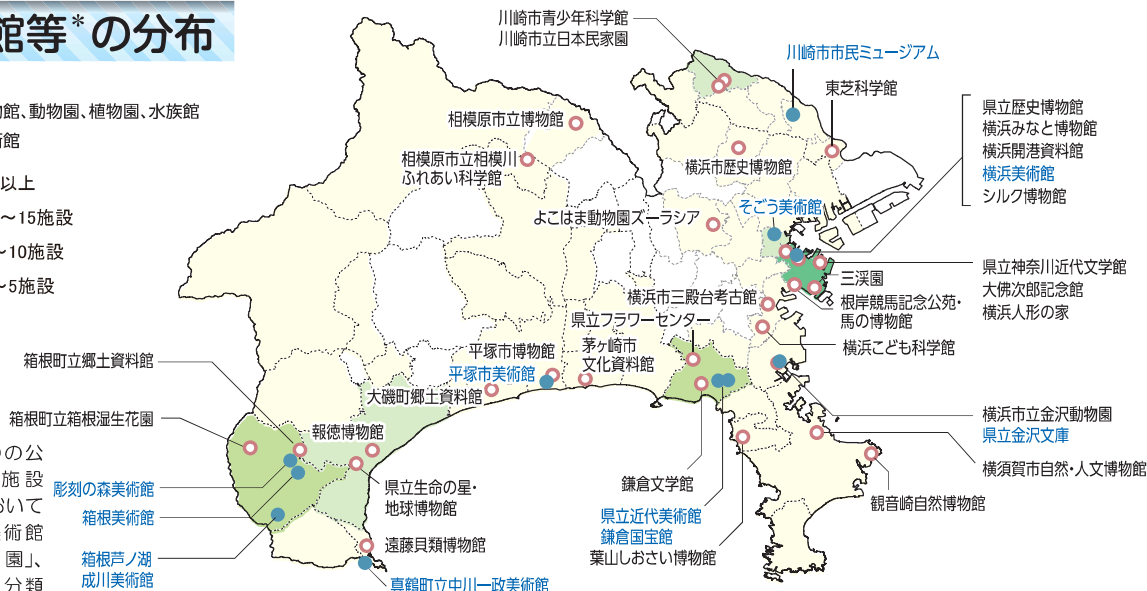 館等*の分布
物館、動物園、植物園、水族館
術館
以上
～15施設
～10施設
～5施設
川崎市青少年科学館
川崎市立日本民家園
川崎市市民ミュージアム
東芝科学館
相模原市立博物館
相模原市立相模川
ふれあい科学館
横浜市歴史博物館
県立歴史博物館
横浜みなと博物館
横浜開港資料館
横浜美術館
シルク博物館
よこはま動物園ズーラシア
そごう美術館
県立神奈川近代文学館
大佛次郎記念館
横浜人形の家
三渓園
横浜市三殿台考古館
根岸競馬記念公苑・
馬の博物館
県立フラワーセンター
横浜こども科学館
箱根町立郷土資料館
平塚市博物館
平塚市美術館
茅ヶ崎市
文化資料館
大磯町郷土資料館
箱根町立箱根湿生花園
報徳博物館
横浜市立金沢動物園
県立金沢文庫
横須賀市自然・人文博物館
つの公
施設
おいて
美術館
園」、
分類
彫刻の森美術館
箱根美術館
箱根芦ノ湖
成川美術館
県立生命の星・
地球博物館
遠藤貝類博物館
真鶴町立中川一政美術館
鎌倉文学館
県立近代美術館
鎌倉国宝館
葉山しおさい博物館
観音崎自然博物館